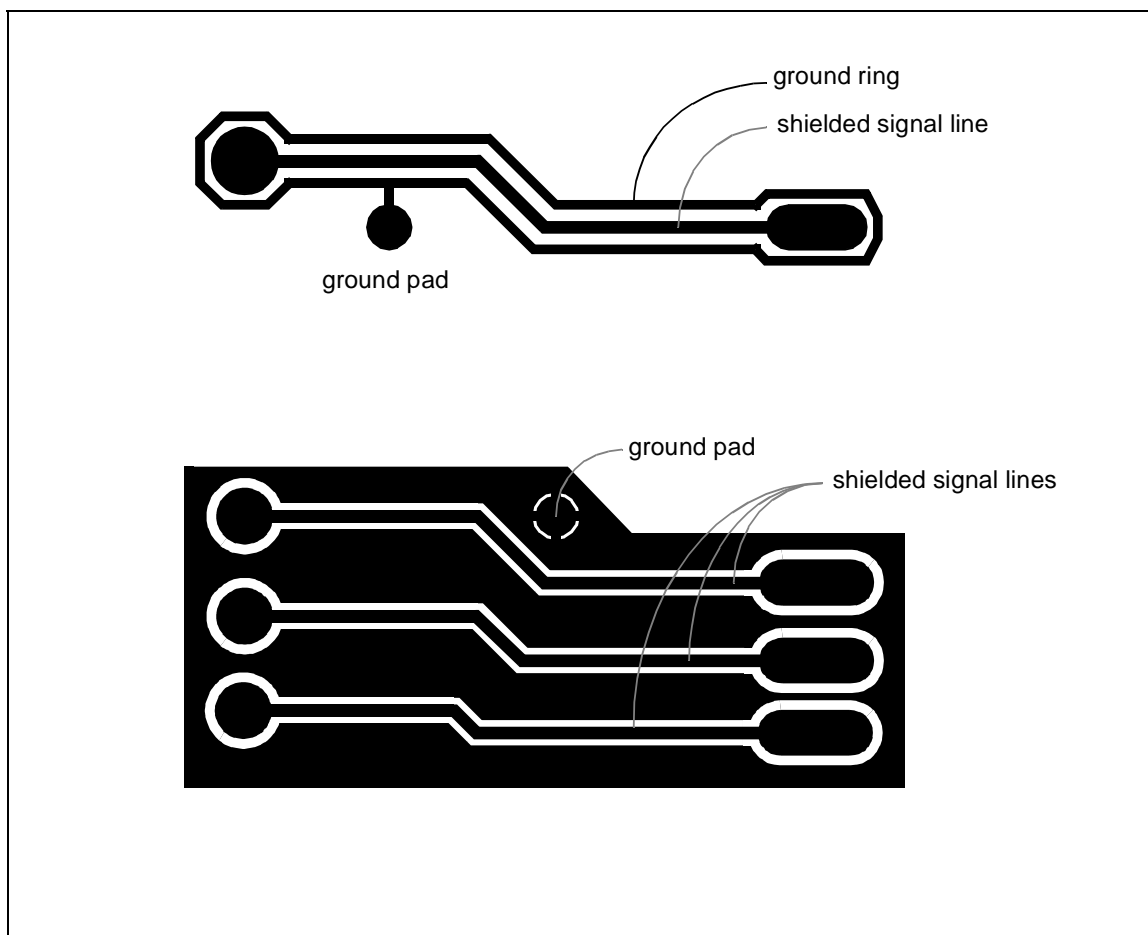 ground ring
shielded signal line
ground pad
ground pad
shielded signal lines